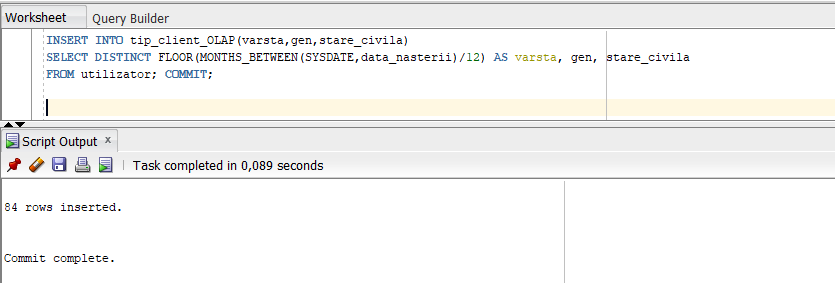 Worksheet Query Builder
INSERT INTO tip_client_OLAP(varsta,gen,stare_civila)
SELECT DISTINCT FLOOR(MONTHS_BETWEEN(SYSDATE,data_nasterii)/12) AS varsta, gen, stare_civila
FROM utilizator; COMMIT;
Script Output x
Task completed in 0,089 seconds
84 rows inserted.
Commit complete.